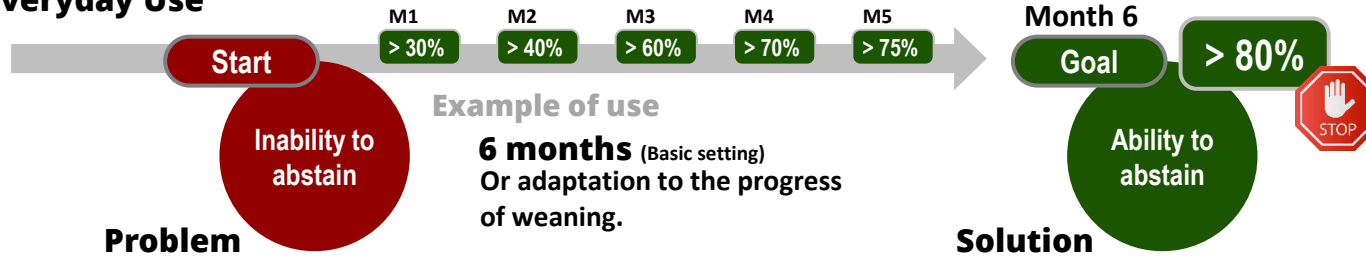 veryday Use
M1 M2 M3 M4 M5 Month 6
Start > 30% > 40% > 60% > 70% > 75% Goal > 80%
STOP
Example of use
Inability to
abstain
6 months (Basic setting)
Or adaptation to the progress
of weaning.
Ability to
abstain
Problem
Solution